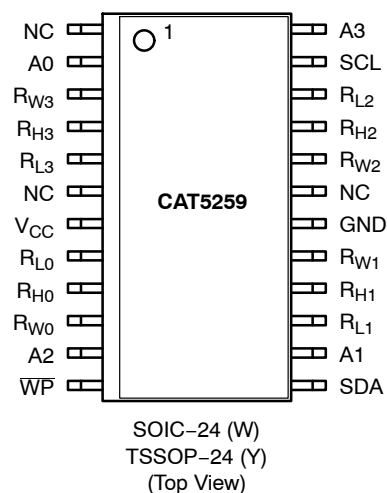 NC 1 A3
A0 SCL
RW3 RL2
RH3 RH2
RL3 RW2
NC CAT5259 NC
VCC GND
RL0 RW1
RH0 RH1
RW0 RL1
A2 A1
W̅P̅ SDA
SOIC−24 (W)
TSSOP−24 (Y)
(Top View)